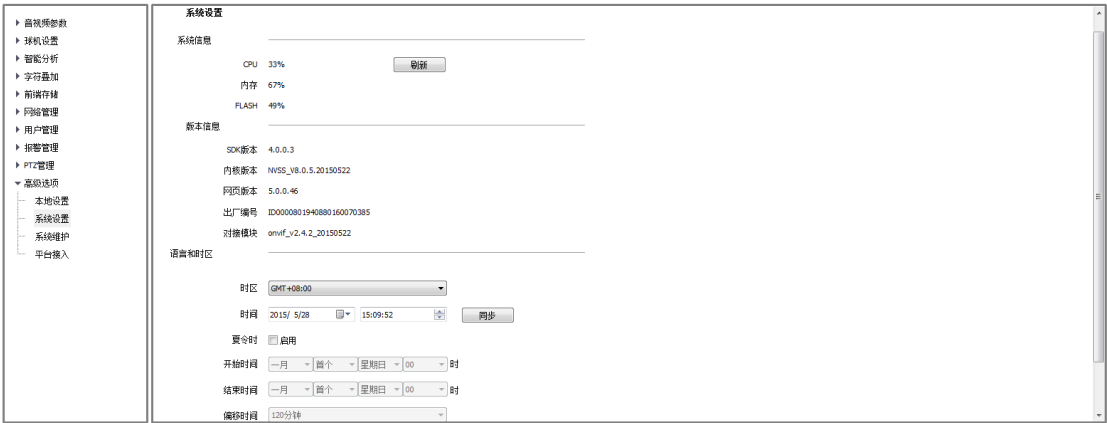 音视频参数
球机设置
智能分析
字符叠加
前端存储
网络管理
用户管理
报警管理
PTZ管理
高级选项
本地设置
系统设置
系统维护
平台接入
系统设置
系统信息
CPU 33% 刷新
内存 67%
FLASH 49%
版本信息
SDK版本 4.0.0.3
内核版本 NVSS_V8.0.5.20150522
网页版本 5.0.0.46
出厂编号 ID0000801940880160070385
对接模块 onvif_v2.4.2_20150522
语言和时区
时区 GMT+08:00
时间 2015/ 5/28 15:09:52 同步
夏令时 启用
开始时间 一月 首个 星期日 00 时
结束时间 一月 首个 星期日 00 时
偏移时间 120分钟